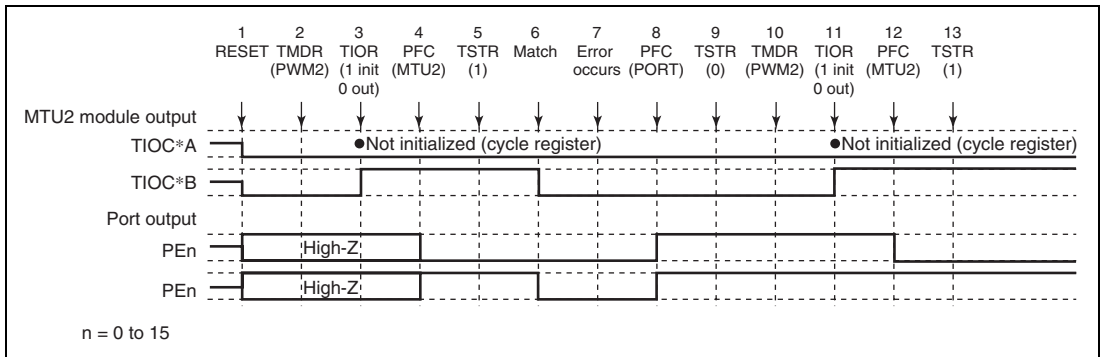 1 2 3 4 5 6 7 8 9 10 11 12 13
RESET TMDR TIOR PFC TSTR Match Error PFC TSTR TMDR TIOR PFC TSTR
(PWM2) (1 init (MTU2) (1) occurs (PORT) (0) (PWM2) (1 init (MTU2) (1)
0 out) 0 out)
MTU2 module output
TIOC*A ●Not initialized (cycle register) ●Not initialized (cycle register)
TIOC*B
Port output
PEn High-Z
PEn High-Z
n = 0 to 15